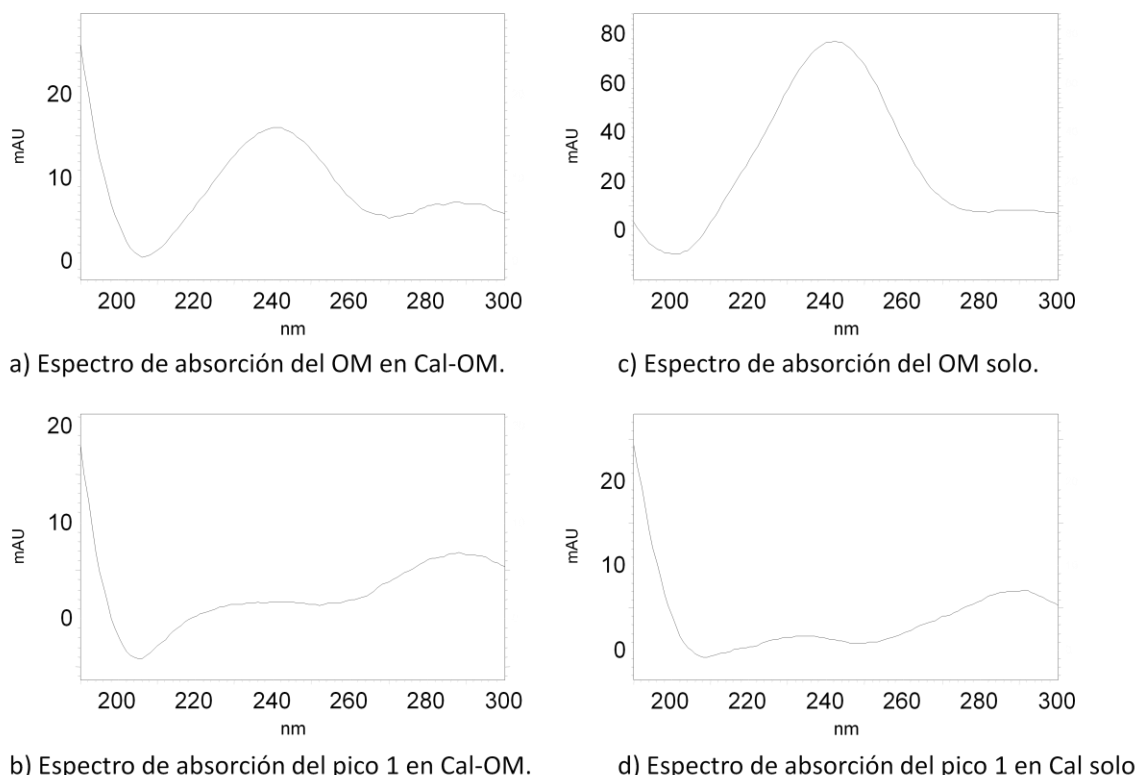 mAU
20
10
0
200 220 240 260 280 300
nm
a) Espectro de absorción del OM en Cal-OM.
mAU
80
60
40
20
0
200 220 240 260 280 300
nm
c) Espectro de absorción del OM solo.
mAU
20
10
0
200 220 240 260 280 300
nm
b) Espectro de absorción del pico 1 en Cal-OM.
mAU
20
10
0
200 220 240 260 280 300
nm
d) Espectro de absorción del pico 1 en Cal solo